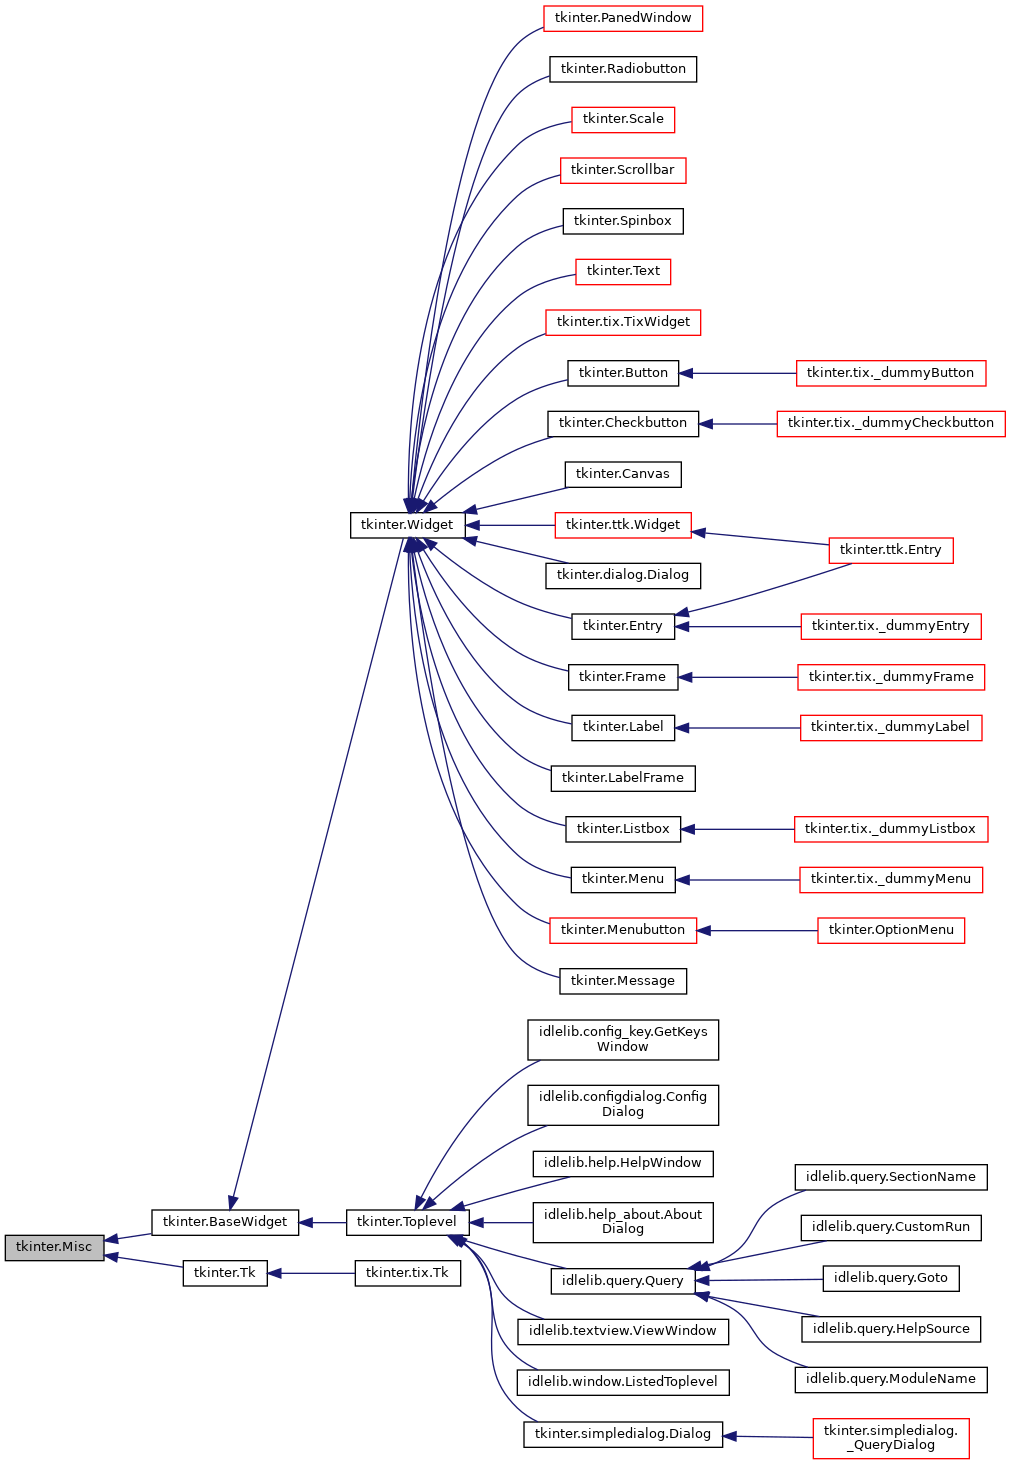 tkinter.PanedWindow
tkinter.Radiobutton
tkinter.Scale
tkinter.Scrollbar
tkinter.Spinbox
tkinter.Text
tkinter.tix.TixWidget
tkinter.Button
tkinter.tix._dummyButton
tkinter.Checkbutton
tkinter.tix._dummyCheckbutton
tkinter.Canvas
tkinter.Widget
tkinter.ttk.Widget
tkinter.ttk.Entry
tkinter.dialog.Dialog
tkinter.Entry
tkinter.tix._dummyEntry
tkinter.Frame
tkinter.tix._dummyFrame
tkinter.Label
tkinter.tix._dummyLabel
tkinter.LabelFrame
tkinter.Listbox
tkinter.tix._dummyListbox
tkinter.Menu
tkinter.tix._dummyMenu
tkinter.Menubutton
tkinter.OptionMenu
tkinter.Message
idlelib.config_key.GetKeys
Window
idlelib.configdialog.Config
Dialog
idlelib.help.HelpWindow
idlelib.query.SectionName
tkinter.Misc
tkinter.BaseWidget
tkinter.Toplevel
idlelib.help_about.About
Dialog
idlelib.query.CustomRun
tkinter.Tk
tkinter.tix.Tk
idlelib.query.Query
idlelib.query.Goto
idlelib.textview.ViewWindow
idlelib.query.HelpSource
idlelib.window.ListedToplevel
idlelib.query.ModuleName
tkinter.simpledialog.Dialog
tkinter.simpledialog.
_QueryDialog